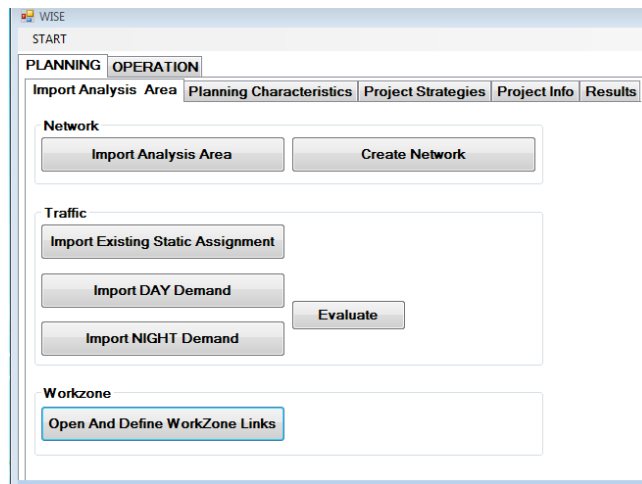 WISE
START
PLANNING OPERATION
Import Analysis Area Planning Characteristics Project Strategies Project Info Results
Network
Import Analysis Area Create Network
Traffic
Import Existing Static Assignment
Import DAY Demand
Evaluate
Import NIGHT Demand
Workzone
Open And Define WorkZone Links